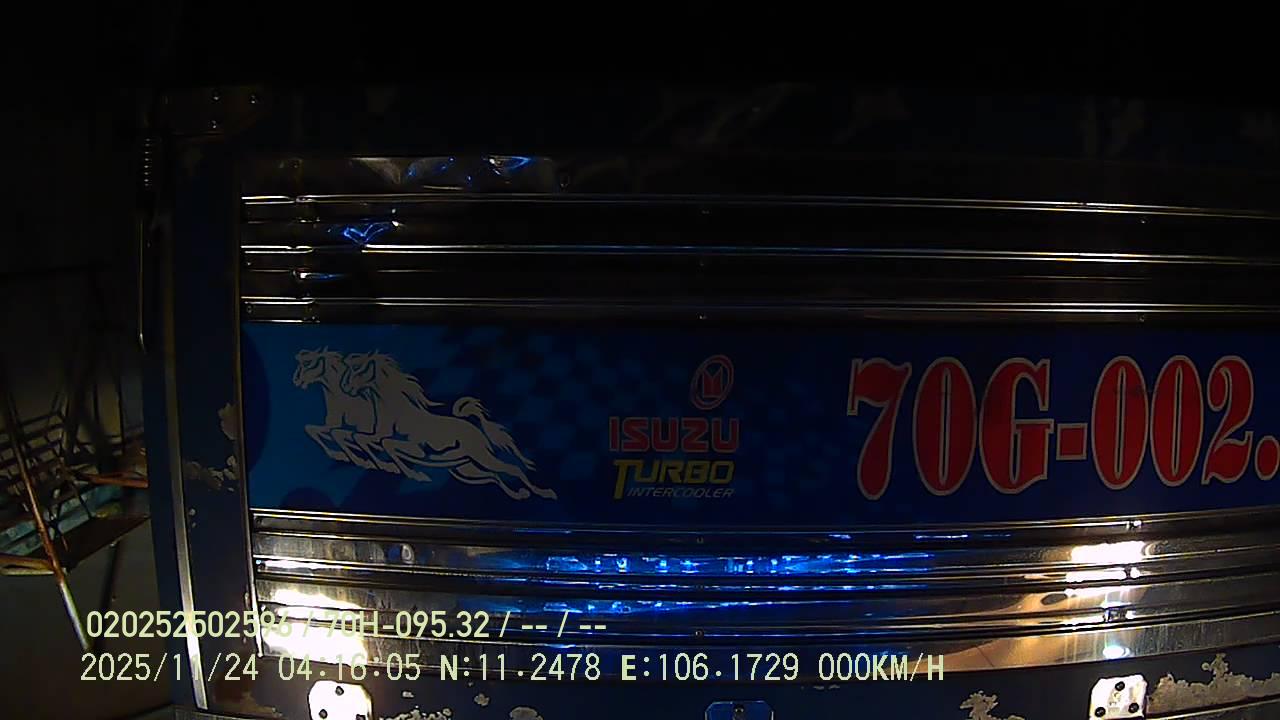 ISUZU
TURBO
INTERCOOLER
70G-002.
020252502596 / 70H-095.32 / -- / --
2025/11/24 04:16:05 N:11.2478 E:106.1729 000KM/H